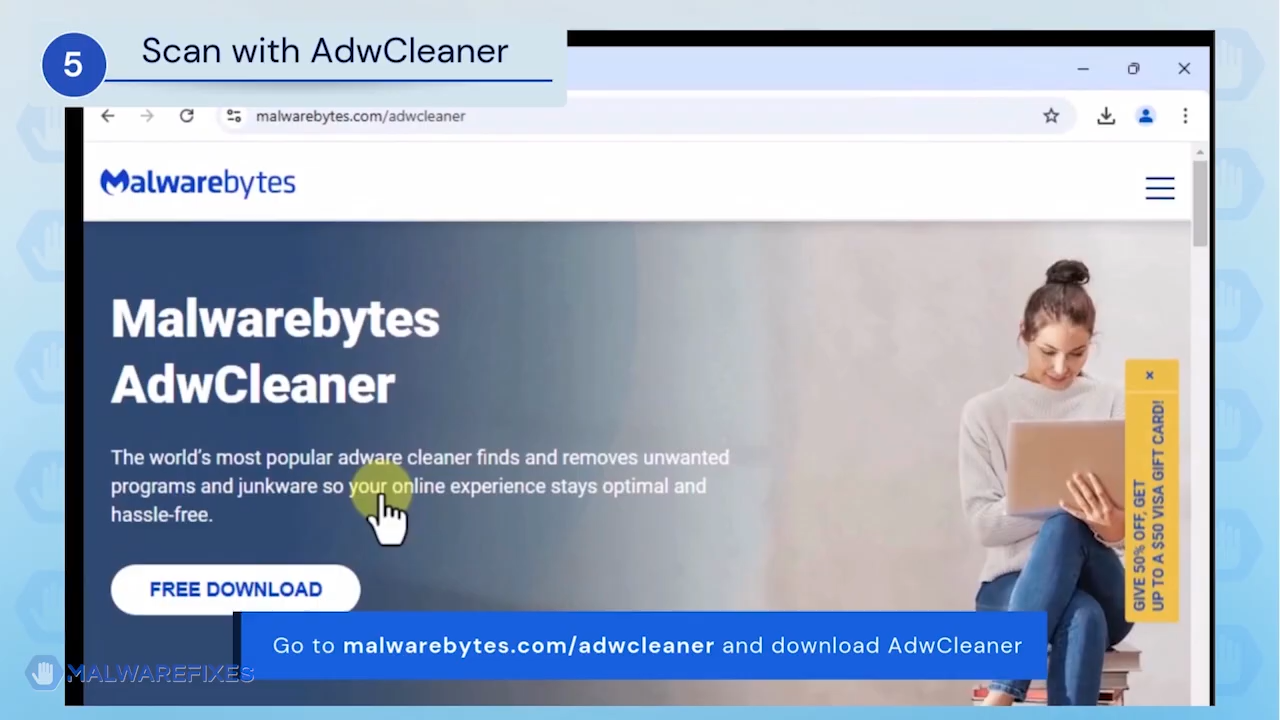 5
Scan with AdwCleaner
malwarebytes.com/adwcleaner
Malwarebytes
Malwarebytes
AdwCleaner
The world's most popular adware cleaner finds and removes unwanted
programs and junkware so your online experience stays optimal and
hassle-free.
FREE DOWNLOAD
×
GIVE 50% OFF, GET
UP TO A $50 VISA GIFT CARD!
Go to malwarebytes.com/adwcleaner and download AdwCleaner
MALWAREFIXES